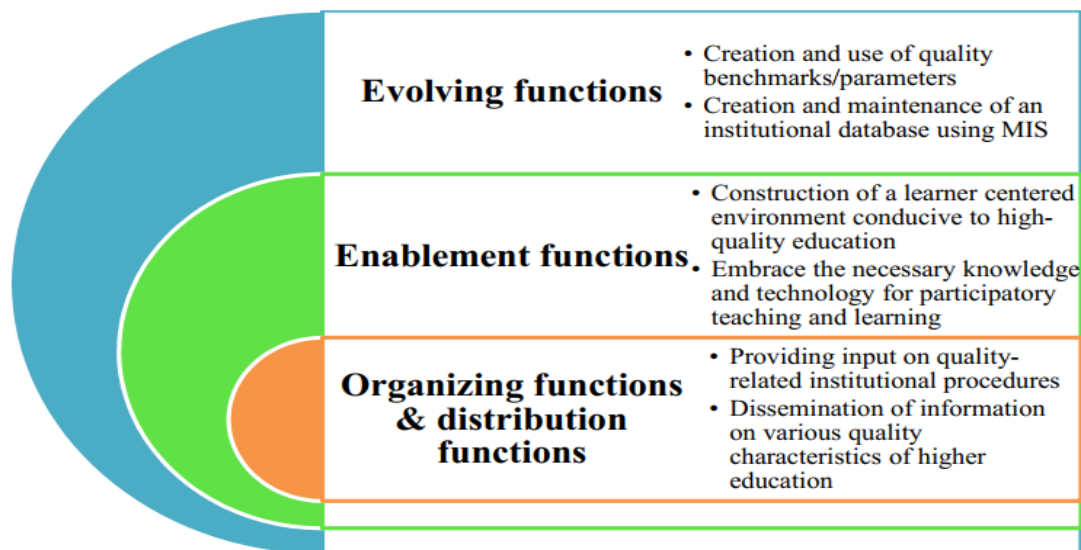 Evolving functions
• Creation and use of quality
benchmarks/parameters
• Creation and maintenance of an
institutional database using MIS
Enablement functions
• Construction of a learner centered
environment conducive to high-
quality education
• Embrace the necessary knowledge
and technology for participatory
teaching and learning
Organizing functions
& distribution
functions
• Providing input on quality-
related institutional procedures
• Dissemination of information
on various quality
characteristics of higher
education